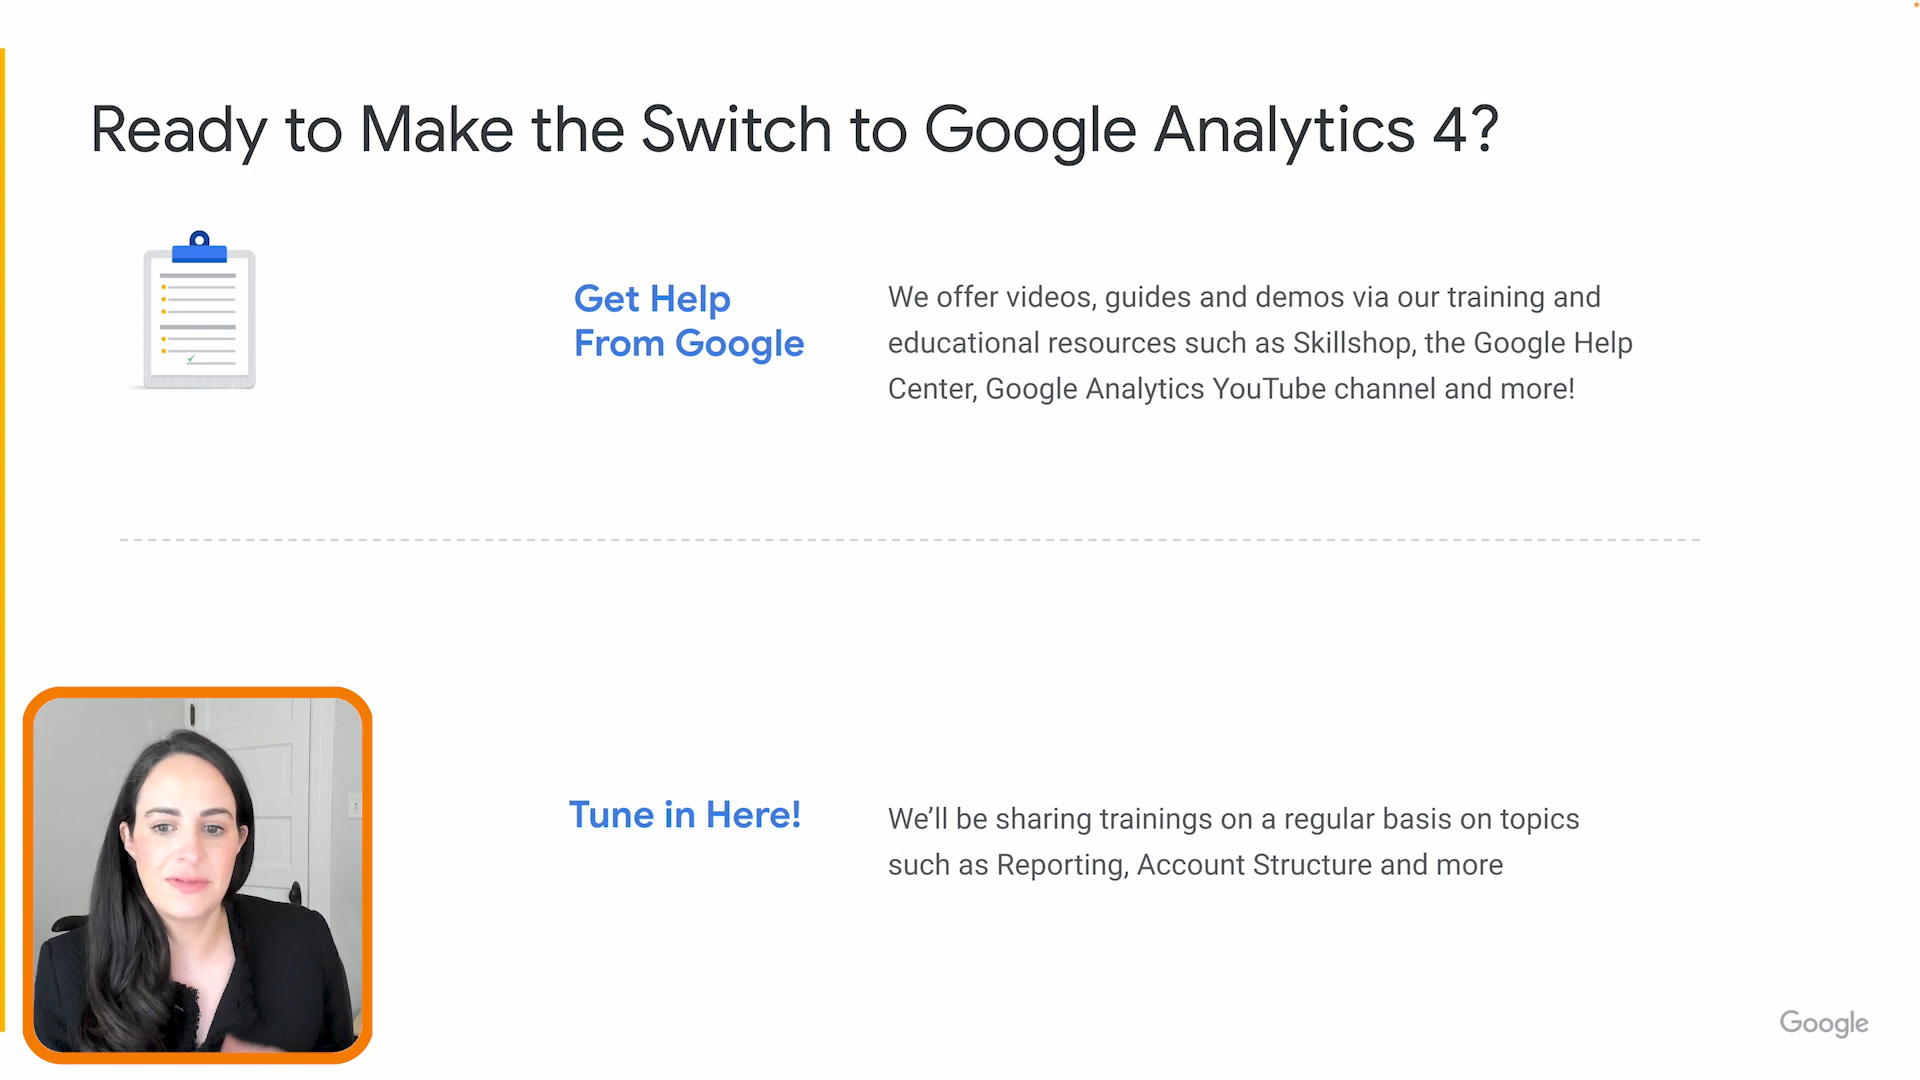 Ready to Make the Switch to Google Analytics 4?
Get Help
From Google
We offer videos, guides and demos via our training and
educational resources such as Skillshop, the Google Help
Center, Google Analytics YouTube channel and more!
Tune in Here!
We’ll be sharing trainings on a regular basis on topics
such as Reporting, Account Structure and more
Google